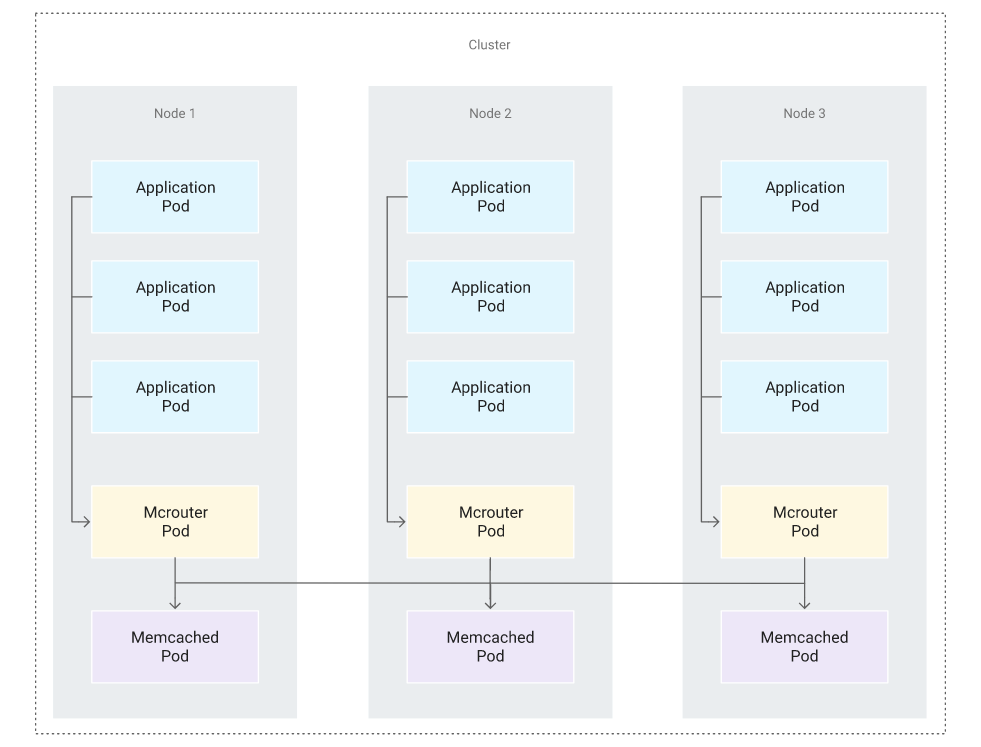 Cluster
Node 1
Application
Pod
Application
Pod
Application
Pod
Mcrouter
Pod
Memcached
Pod
Node 2
Application
Pod
Application
Pod
Application
Pod
Mcrouter
Pod
Memcached
Pod
Node 3
Application
Pod
Application
Pod
Application
Pod
Mcrouter
Pod
Memcached
Pod